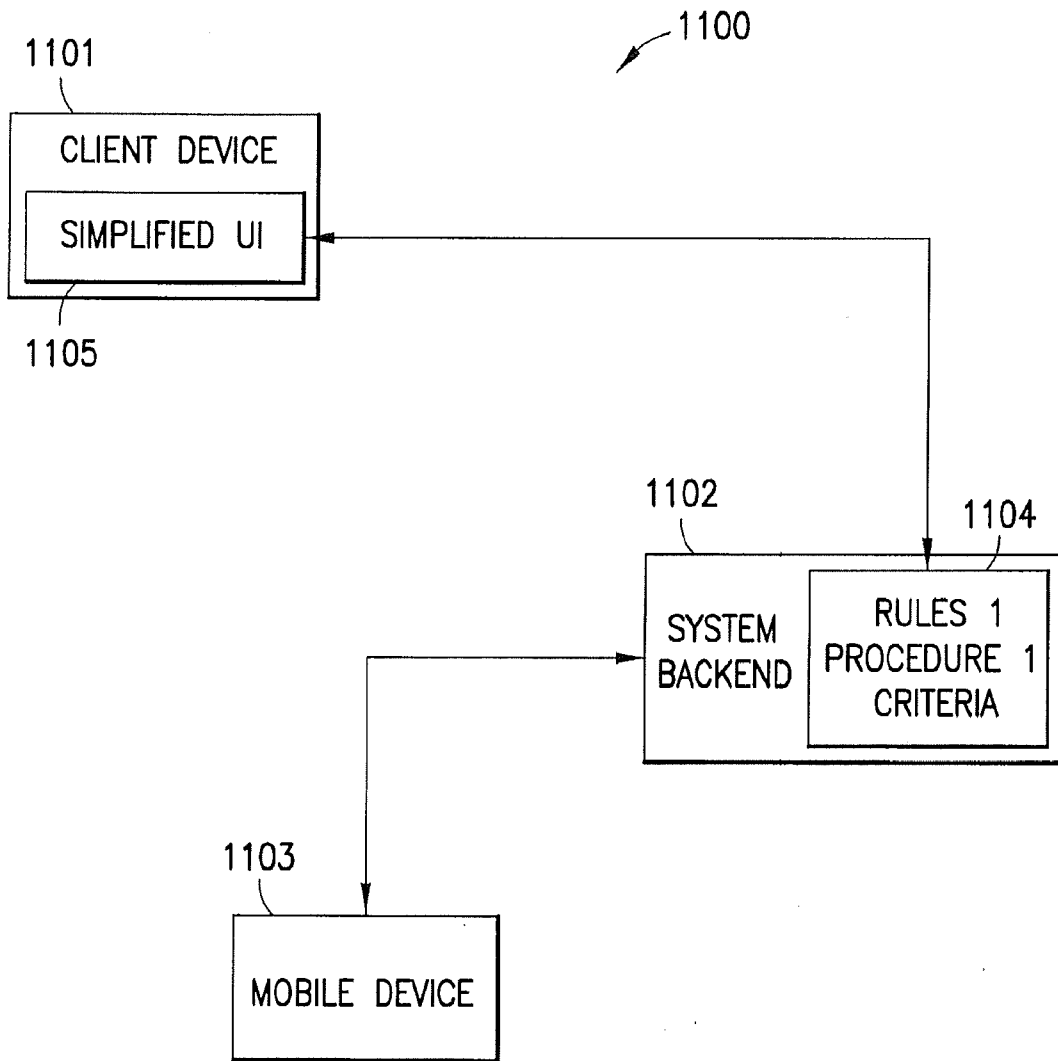 1100
1101
CLIENT DEVICE
SIMPLIFIED UI
1105
1102
1104
SYSTEM
BACKEND
RULES 1
PROCEDURE 1
CRITERIA
1103
MOBILE DEVICE